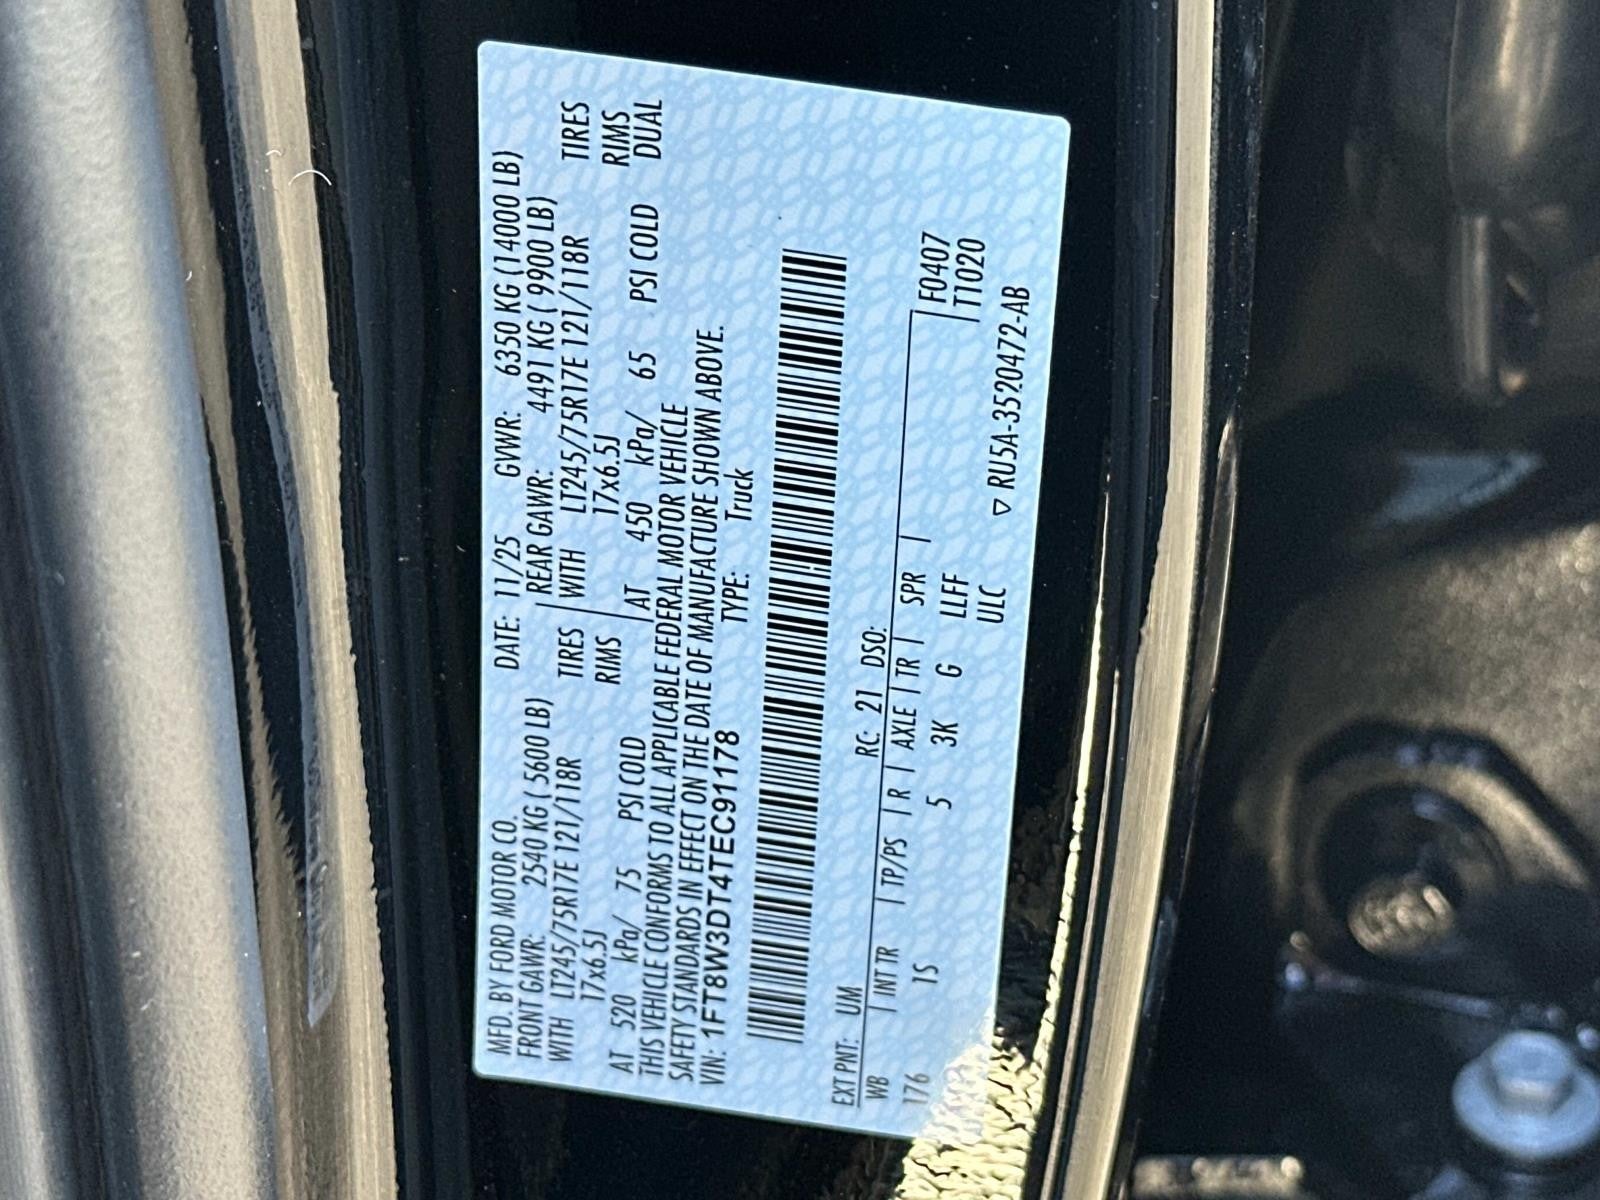 MFD. BY FORD MOTOR CO.
DATE: 11/25 GVWR: 6350 KG (14000 LB)
FRONT GAWR: 2540 KG ( 5600 LB)
REAR GAWR: 4491 KG ( 9900 LB)
WITH LT245/75R17E 121/118R TIRES
WITH LT245/75R17E 121/118R TIRES
17x6.5J RIMS
17x6.5J RIMS
AT 520 kPa/ 75 PSI COLD
AT 450 kPa/ 65 PSI COLD DUAL
THIS VEHICLE CONFORMS TO ALL APPLICABLE FEDERAL MOTOR VEHICLE
SAFETY STANDARDS IN EFFECT ON THE DATE OF MANUFACTURE SHOWN ABOVE.
VIN: 1FT8W3DT4TEC91178 TYPE: Truck
EXT PNT: UM RC: 21 DSO:
WB | INT TR | TP/PS | R | AXLE | TR | SPR | F0407
176 1S 5 3K G LLFF T1020
ULC
▽ RU5A-3520472-AB